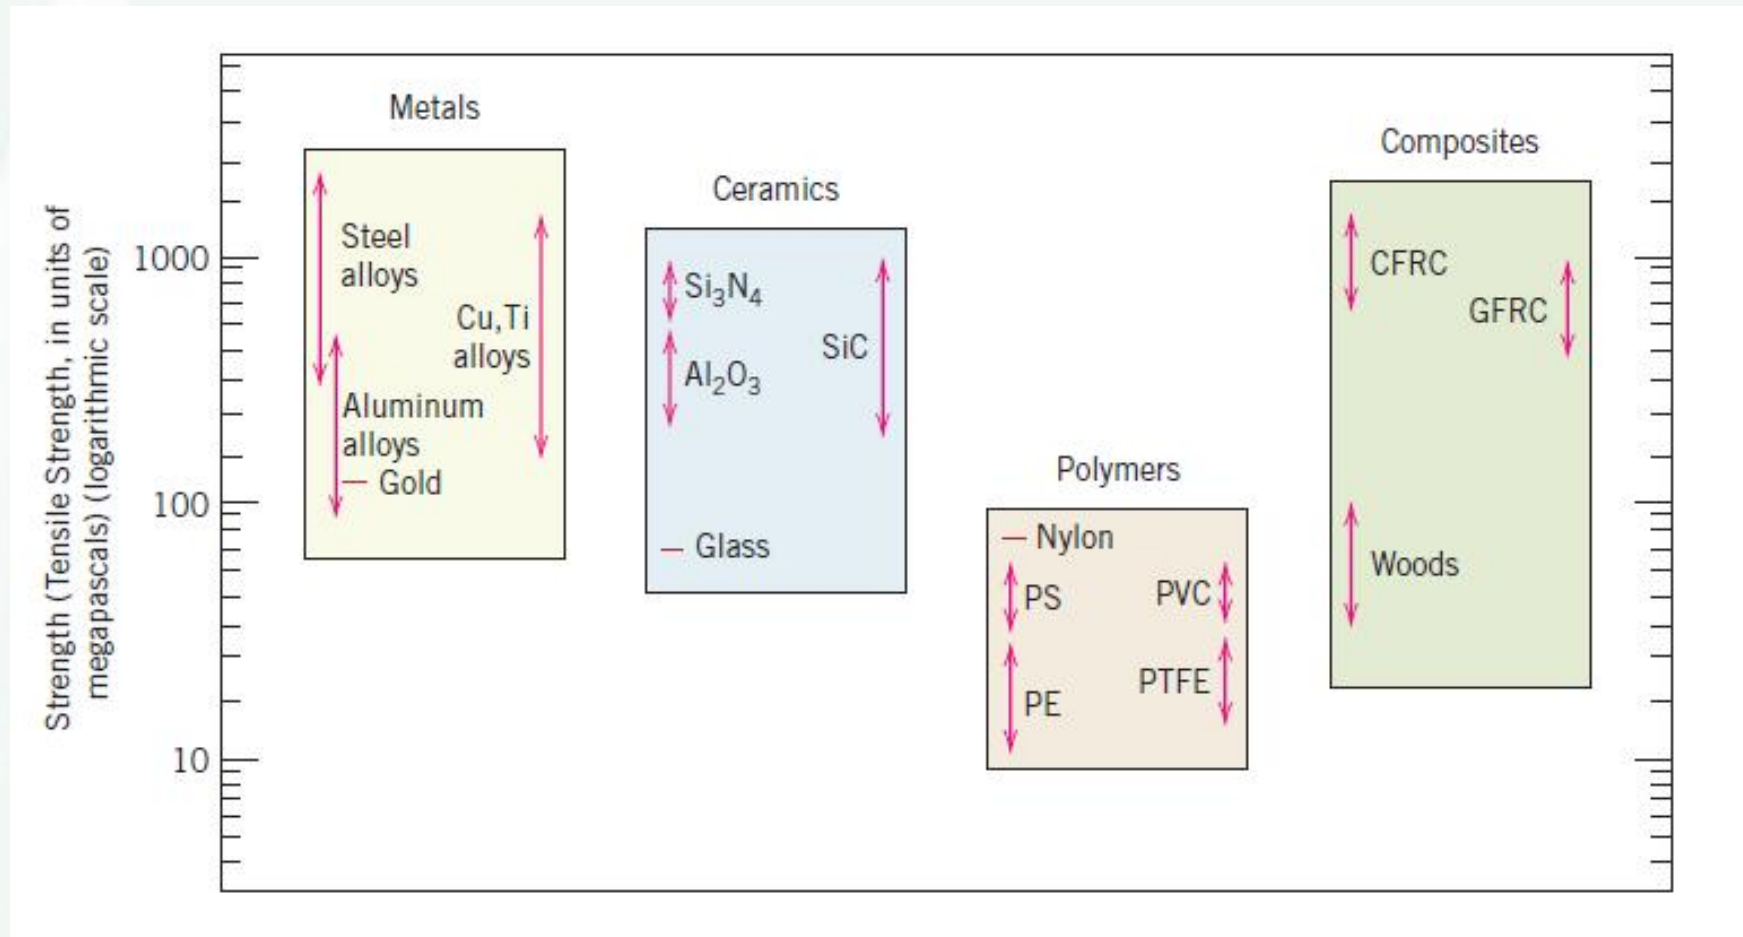 Strength (Tensile Strength, in units of
megapascals) (logarithmic scale)
1000
100
10
Metals
Steel
alloys
Cu,Ti
alloys
Aluminum
alloys
Gold
Ceramics
Si₃N₄
Al₂O₃
SiC
Glass
Polymers
Nylon
PS
PVC
PTFE
PE
Composites
CFRC
GFRC
Woods